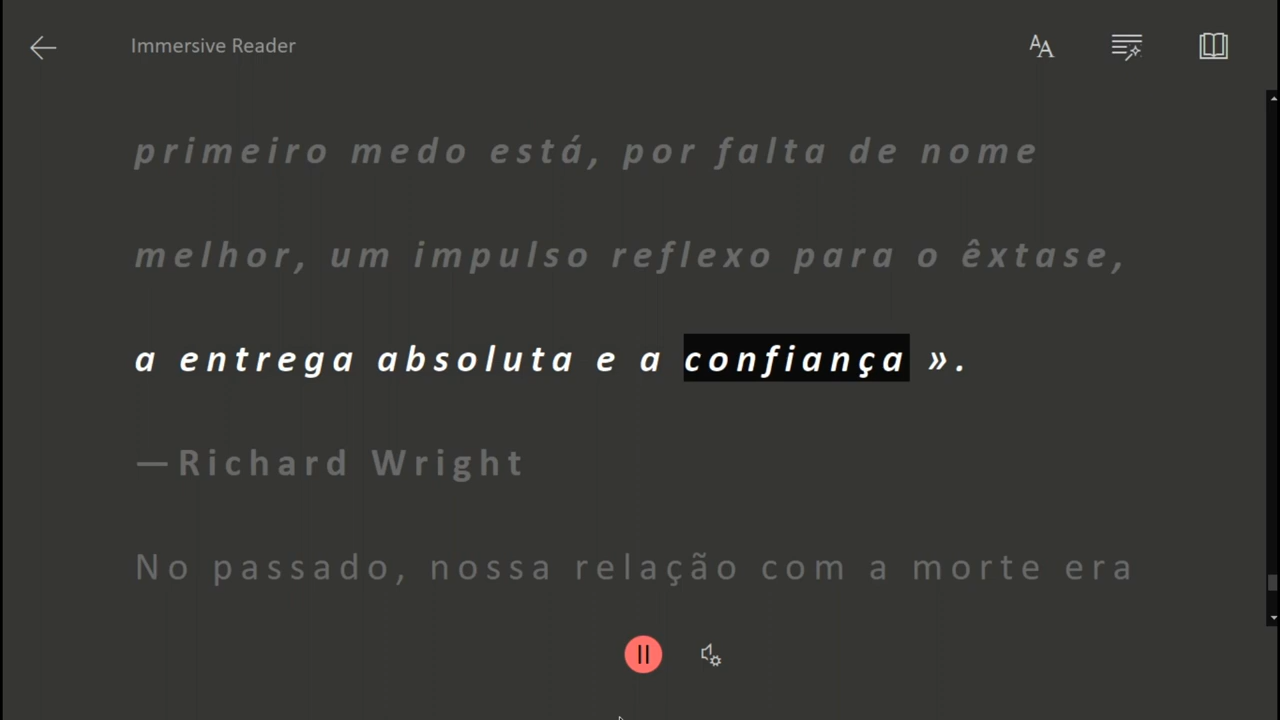 Immersive Reader
primeiro medo está, por falta de nome
melhor, um impulso reflexo para o êxtase,
a entrega absoluta e a confiança ».
—Richard Wright
No passado, nossa relação com a morte era